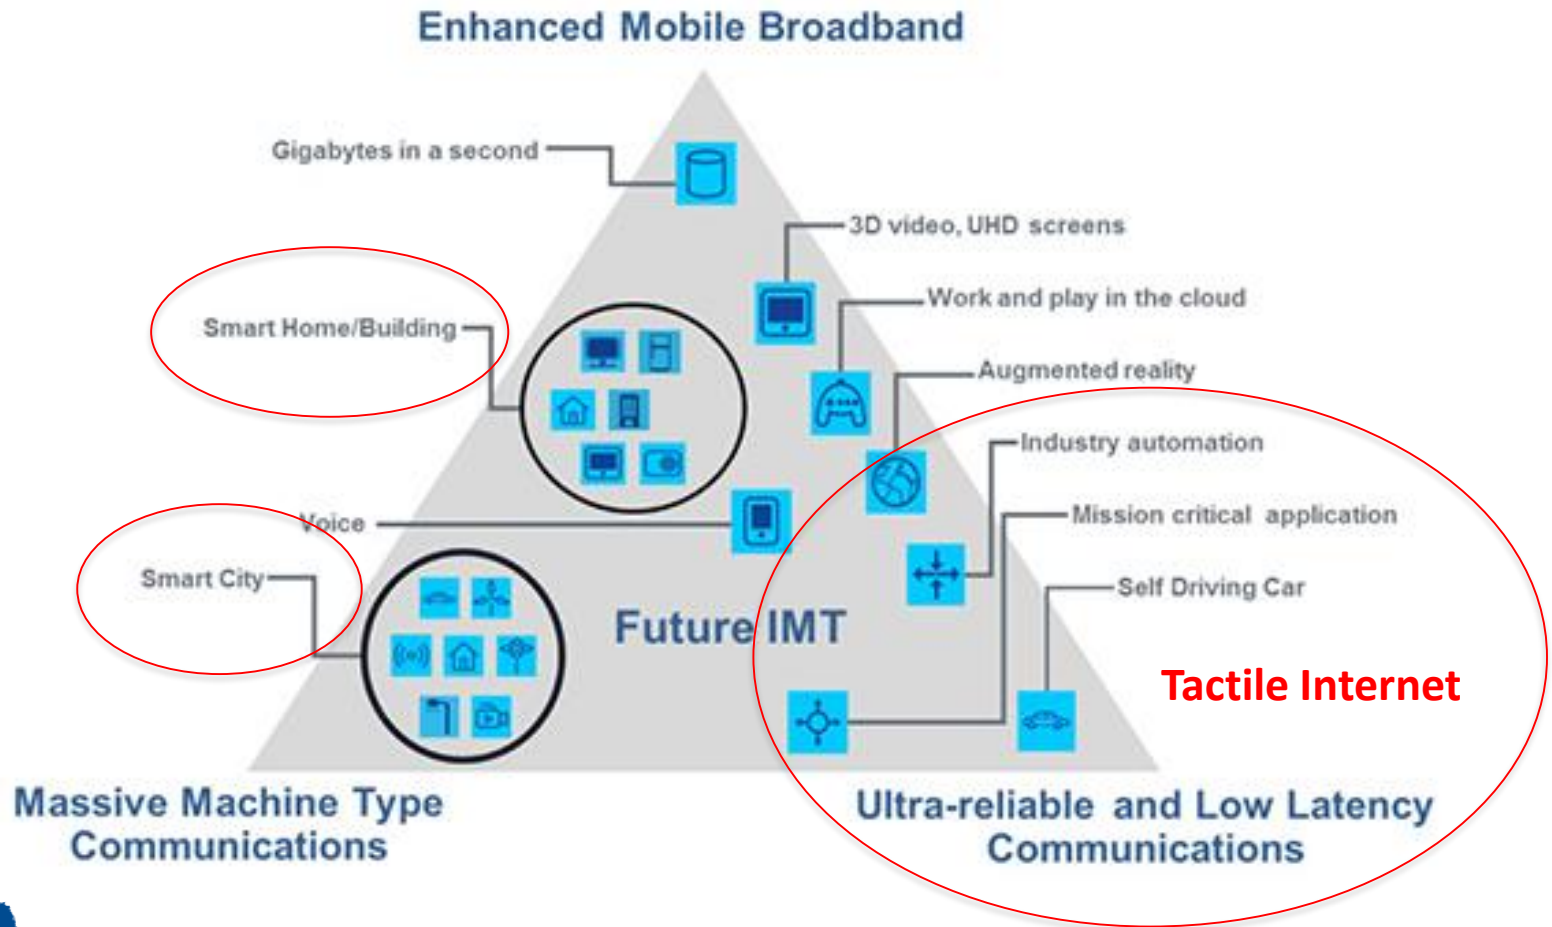 Enhanced Mobile Broadband
Gigabytes in a second
3D video, UHD screens
Work and play in the cloud
Smart Home/Building
Augmented reality
Industry automation
Mission critical application
Voice
Smart City
Self Driving Car
Future IMT
Tactile Internet
Massive Machine Type
Communications
Ultra-reliable and Low Latency
Communications